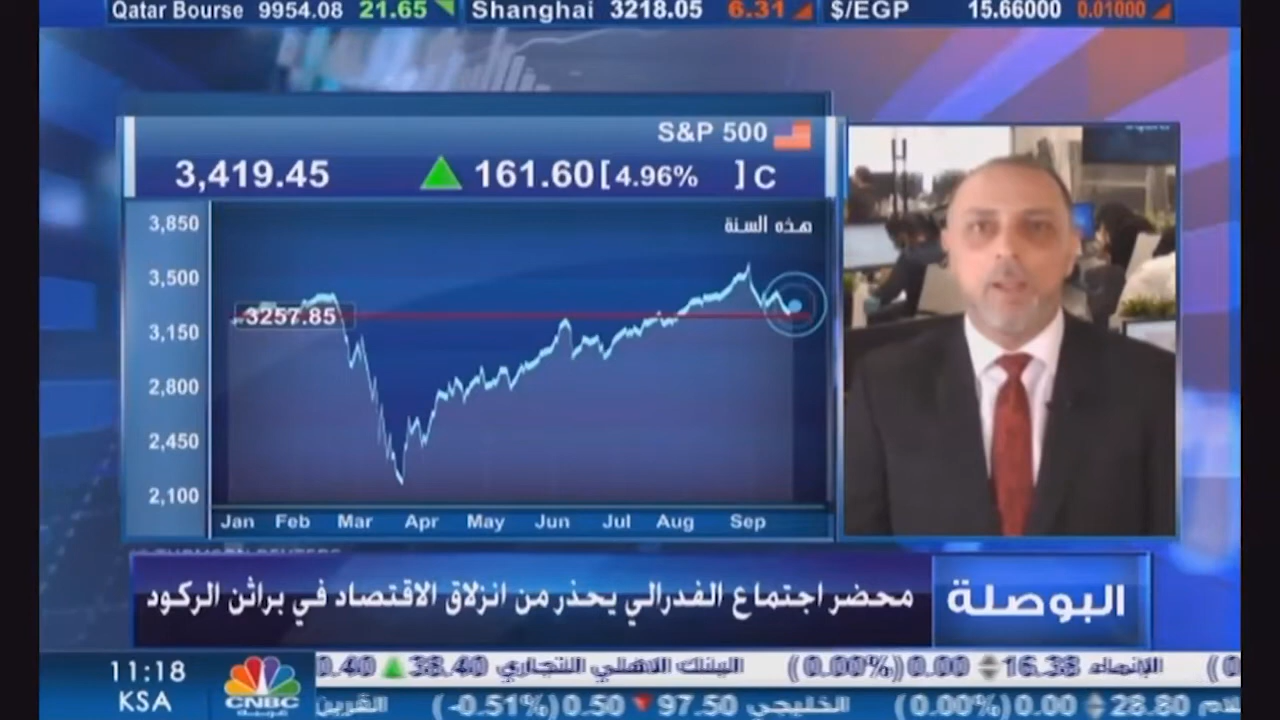 Qatar Bourse 9954.08 21.65 Shanghai 3218.05 6.31 $/EGP 15.66000 0.01000
S&P 500
3,419.45 161.60 [4.96% ] C
هذه السنة
3,850
3,500
3257.85
3,150
2,800
2,450
2,100
Jan Feb Mar Apr May Jun Jul Aug Sep
البوصلة
محضر اجتماع الفدرالي يحذر من انزلاق الاقتصاد في براثن الركود
11:18
KSA
CNBC
عربية
الإنماء 16.38 0.00 (0.00%) البنك الاهلي التجاري 38.40 0.40
28.80 0.00 (0.00%) الخليجي 97.50 0.50 (-0.51%)